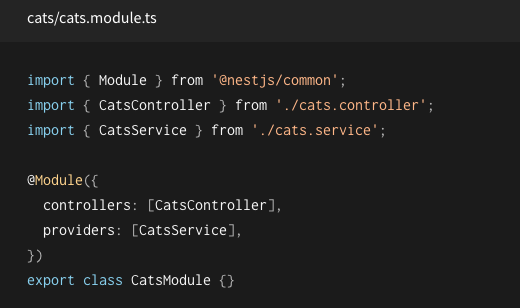 cats/cats.module.ts
import { Module } from '@nestjs/common';
import { CatsController } from './cats.controller';
import { CatsService } from './cats.service';
@Module({
  controllers: [CatsController],
  providers: [CatsService],
})
export class CatsModule {}